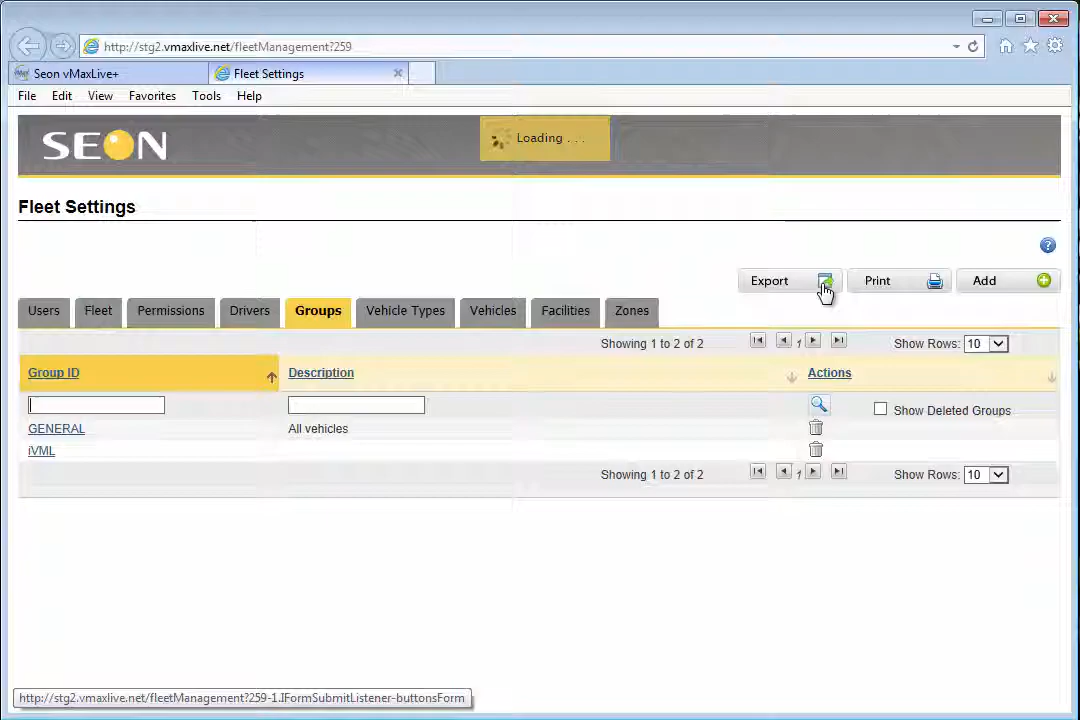 http://stg2.vmaxlive.net/fleetManagement?259
Seon vMaxLive+
Fleet Settings
File Edit View Favorites Tools Help
SEON
Loading . . .
Fleet Settings
?
Export Print Add
Users Fleet Permissions Drivers Groups Vehicle Types Vehicles Facilities Zones
Showing 1 to 2 of 2 1 Show Rows: 10
Group ID Description Actions
Show Deleted Groups
GENERAL All vehicles
iVML
Showing 1 to 2 of 2 1 Show Rows: 10
http://stg2.vmaxlive.net/fleetManagement?259-1.IFormSubmitListener-buttonsForm